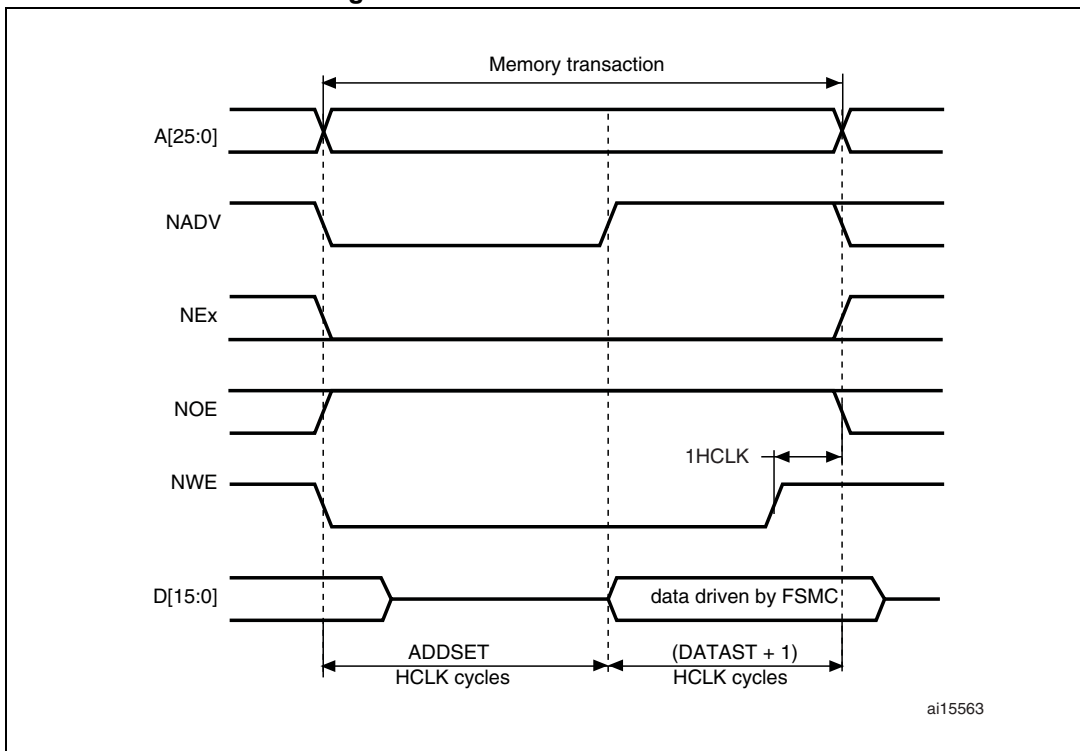 Memory transaction
A[25:0]
NADV
NEx
NOE
1HCLK
NWE
D[15:0]
data driven by FSMC
ADDSET
HCLK cycles
(DATAST + 1)
HCLK cycles
ai15563